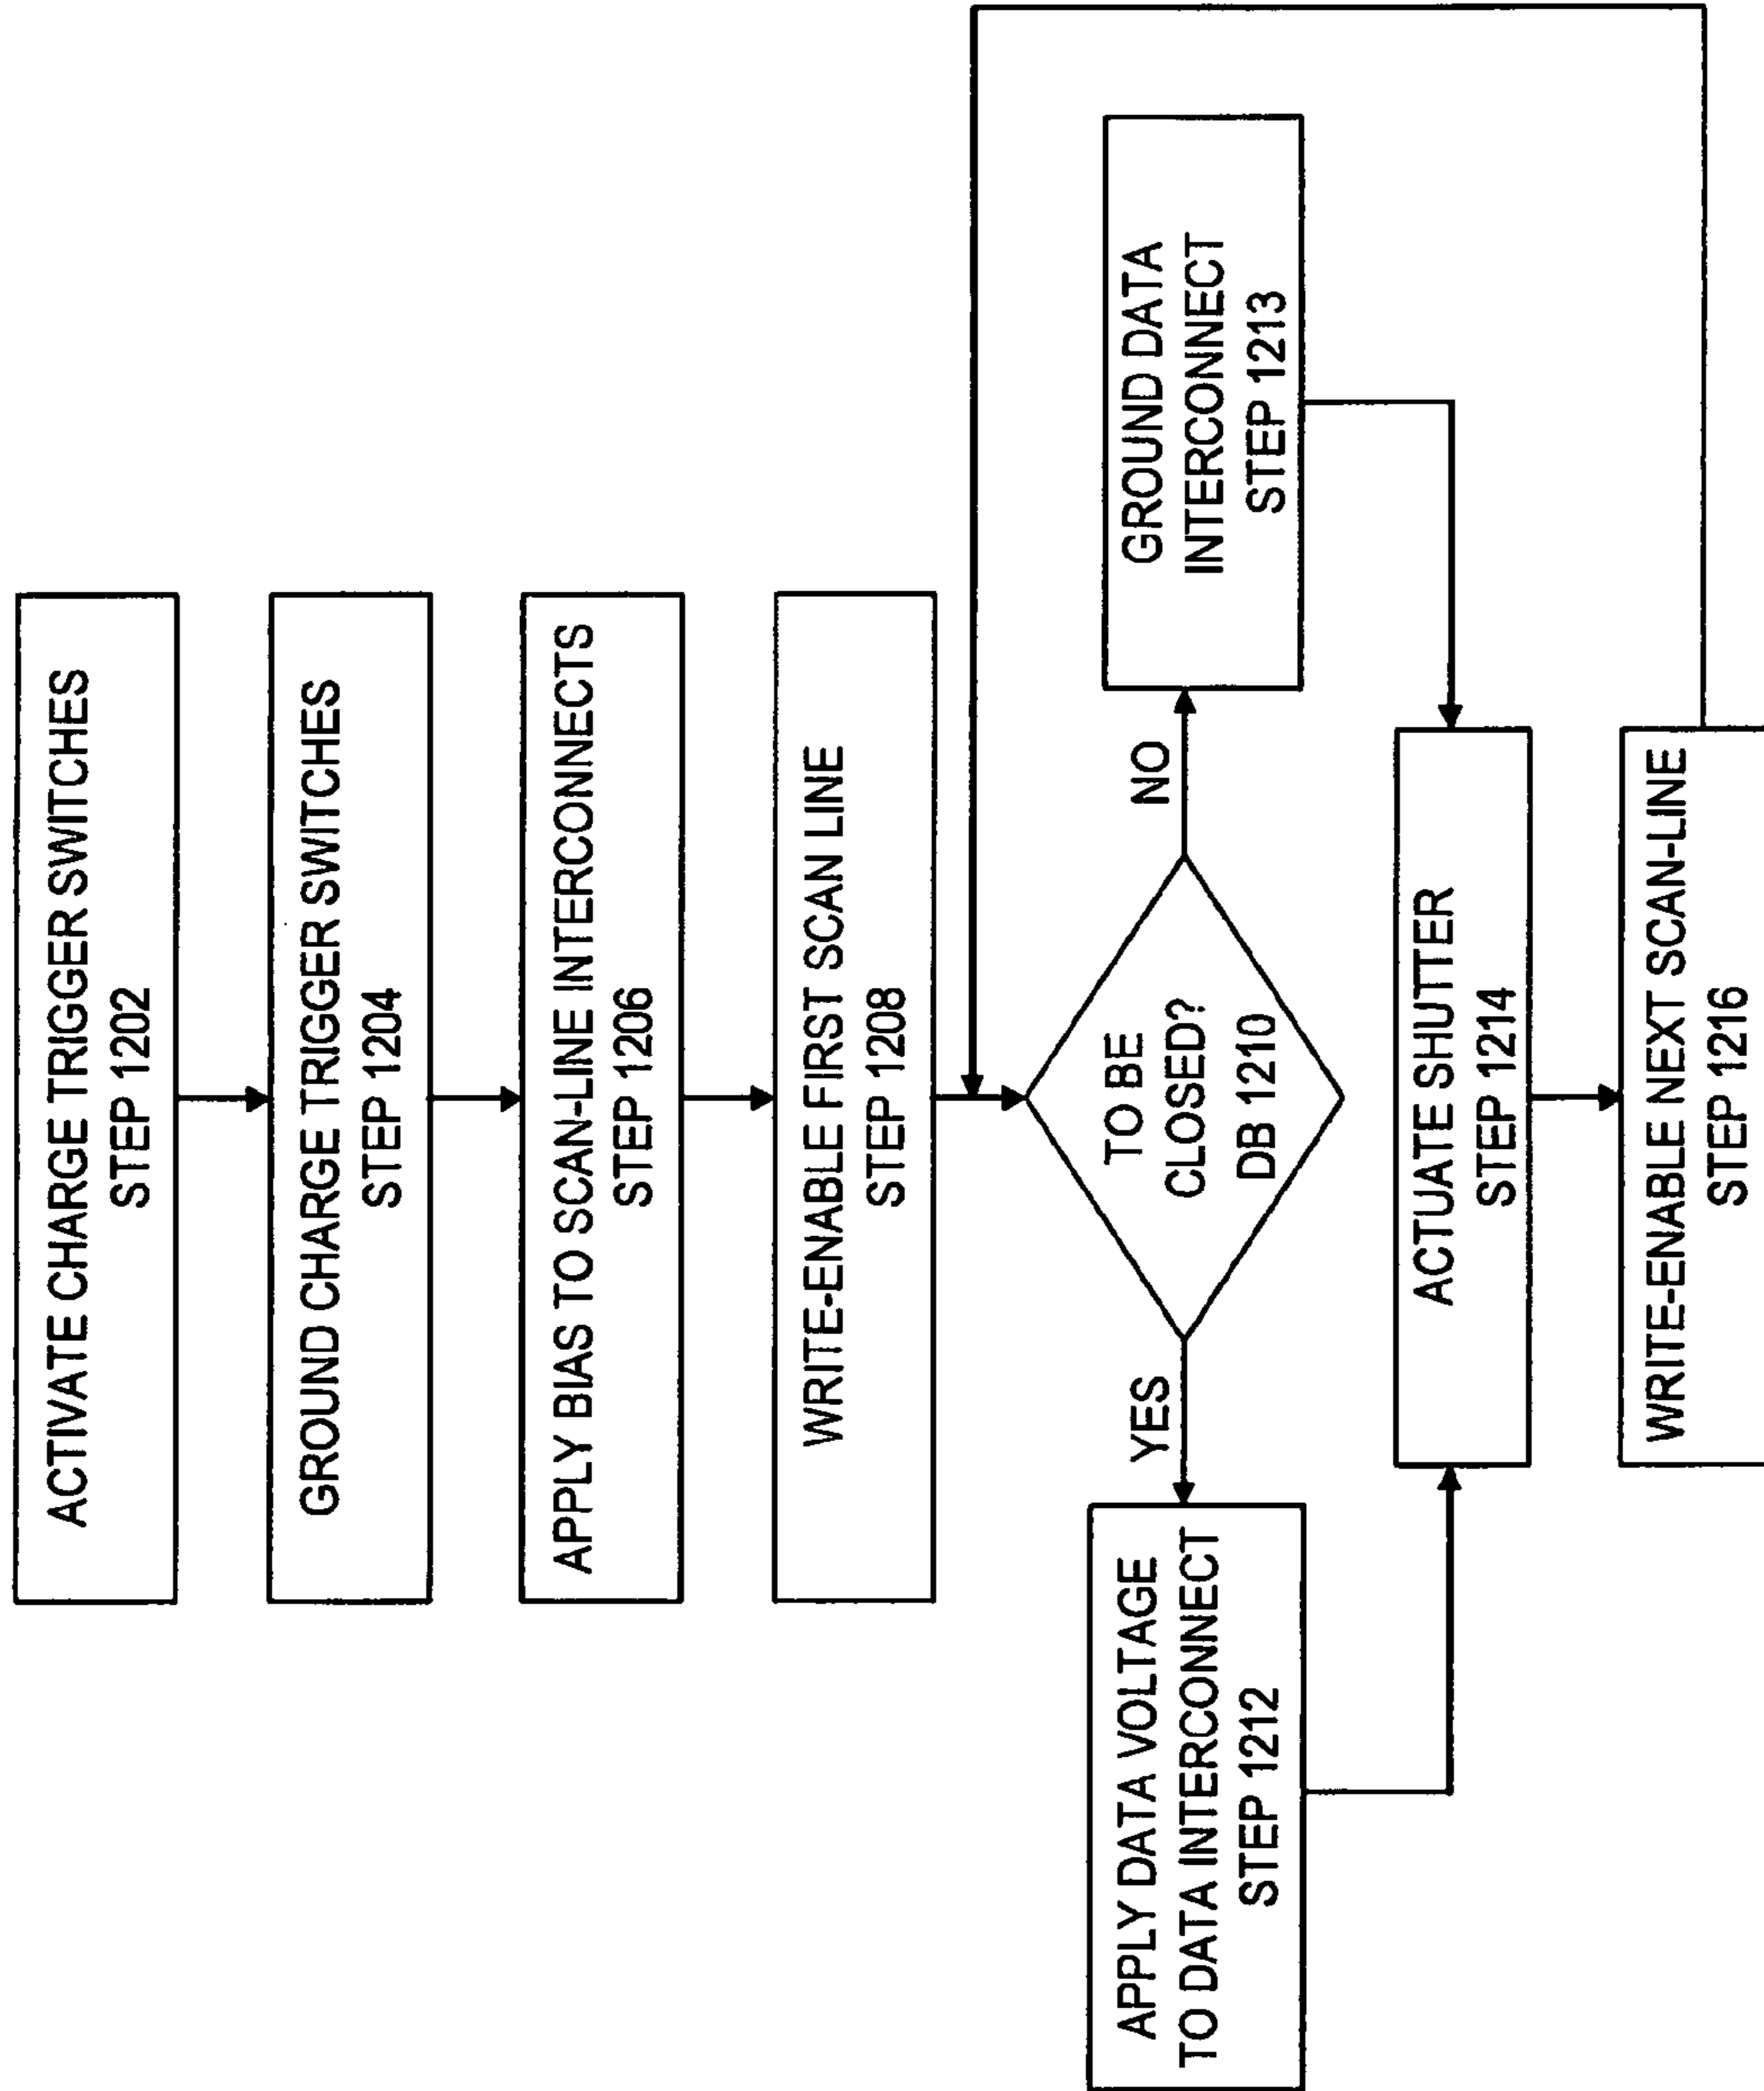 ACTIVATE CHARGE TRIGGER SWITCHES
STEP 1202
GROUND CHARGE TRIGGER SWITCHES
STEP 1204
APPLY BIAS TO SCAN-LINE INTERCONNECTS
STEP 1206
WRITE-ENABLE FIRST SCAN LINE
STEP 1208
TO BE
CLOSED?
DB 1210
YES
NO
APPLY DATA VOLTAGE
TO DATA INTERCONNECT
STEP 1212
GROUND DATA
INTERCONNECT
STEP 1213
ACTUATE SHUTTER
STEP 1214
WRITE-ENABLE NEXT SCAN-LINE
STEP 1216